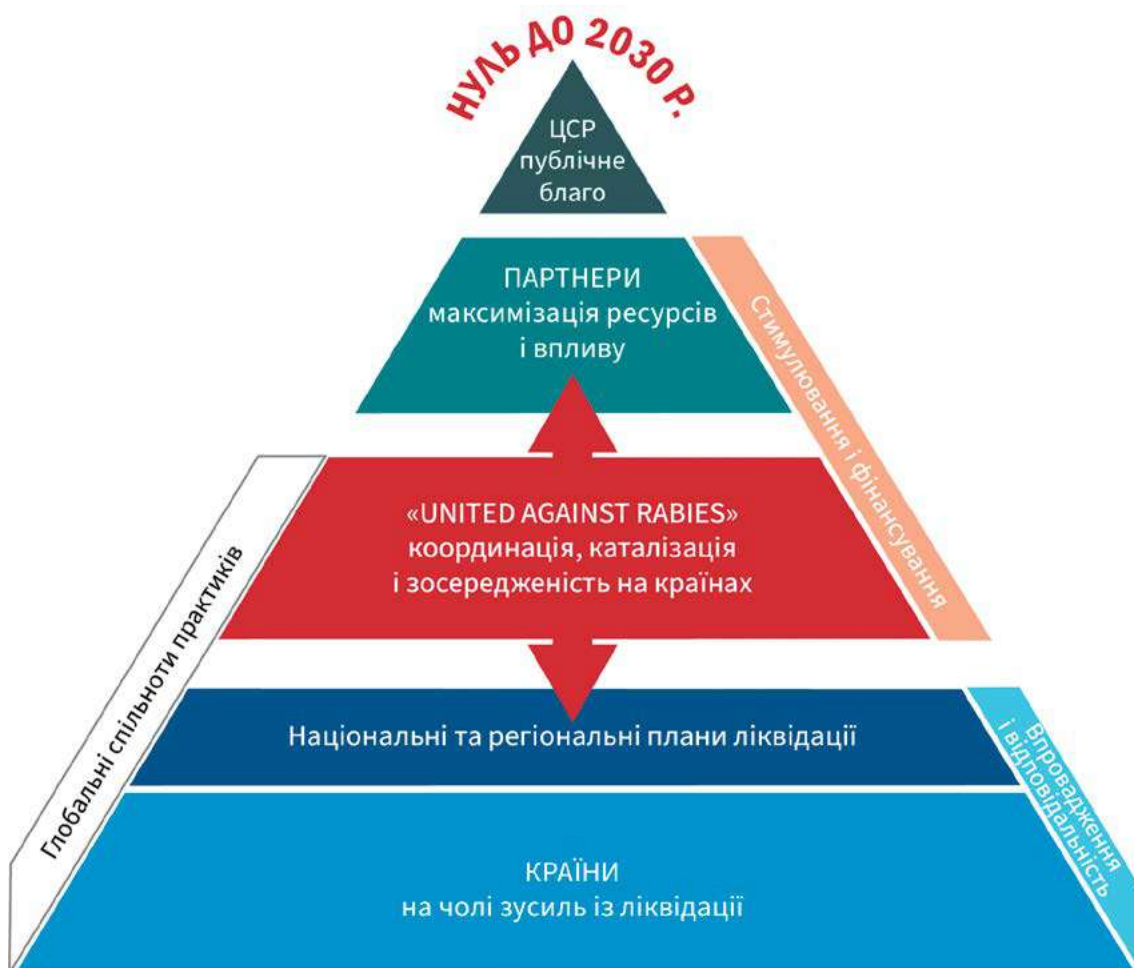 НУЛЬ ДО 2030 Р.
ЦСР
публічне
благо
ПАРТНЕРИ
максимізація ресурсів
і впливу
Стимулювання і фінансування
«UNITED AGAINST RABIES»
координація, каталізація
і зосередженість на країнах
Глобальні спільноти практиків
Національні та регіональні плани ліквідації
Впровадження
і відповідальність
КРАЇНИ
на чолі зусиль із ліквідації